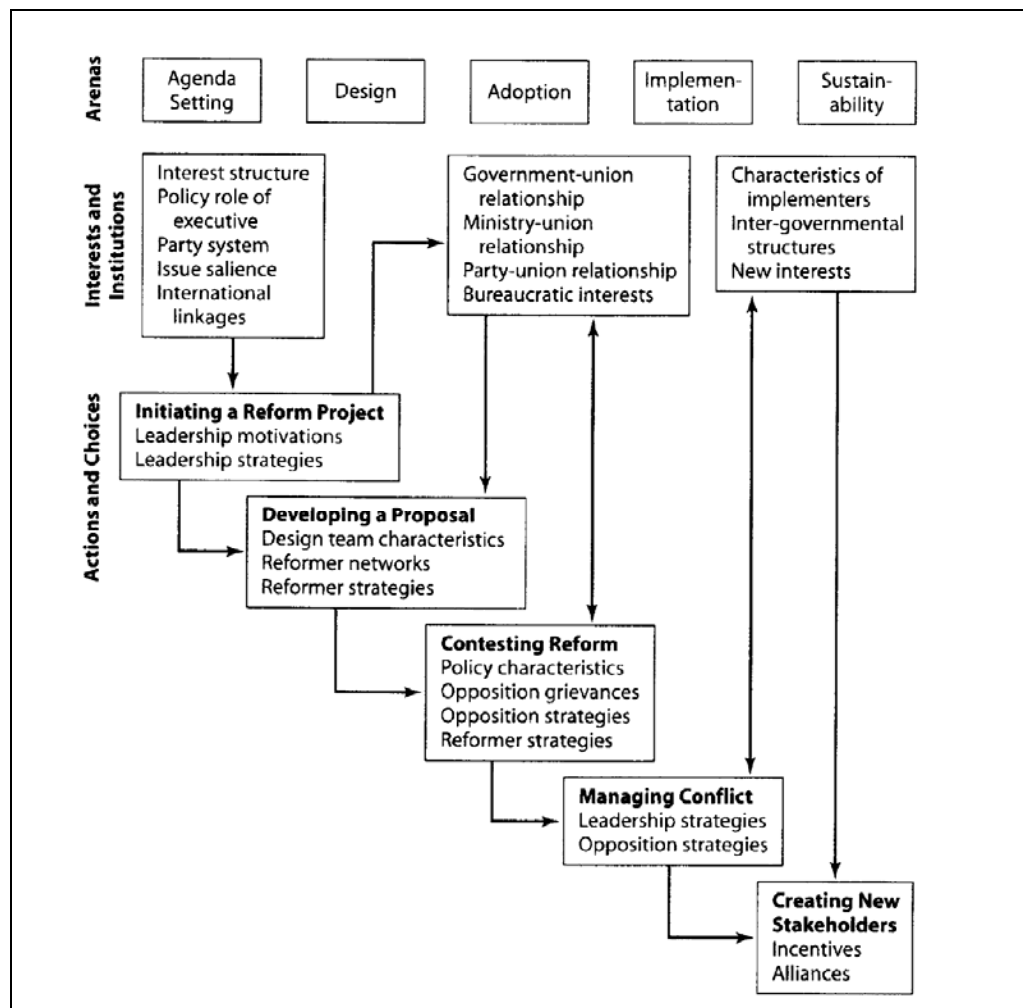 Arenas
Agenda
Setting
Design
Adoption
Implemen-
tation
Sustain-
ability
Interests and
Institutions
Interest structure
Policy role of
executive
Party system
Issue salience
International
linkages
Government-union
relationship
Ministry-union
relationship
Party-union relationship
Bureaucratic interests
Characteristics of
implementers
Inter-governmental
structures
New interests
Actions and Choices
Initiating a Reform Project
Leadership motivations
Leadership strategies
Developing a Proposal
Design team characteristics
Reformer networks
Reformer strategies
Contesting Reform
Policy characteristics
Opposition grievances
Opposition strategies
Reformer strategies
Managing Conflict
Leadership strategies
Opposition strategies
Creating New
Stakeholders
Incentives
Alliances